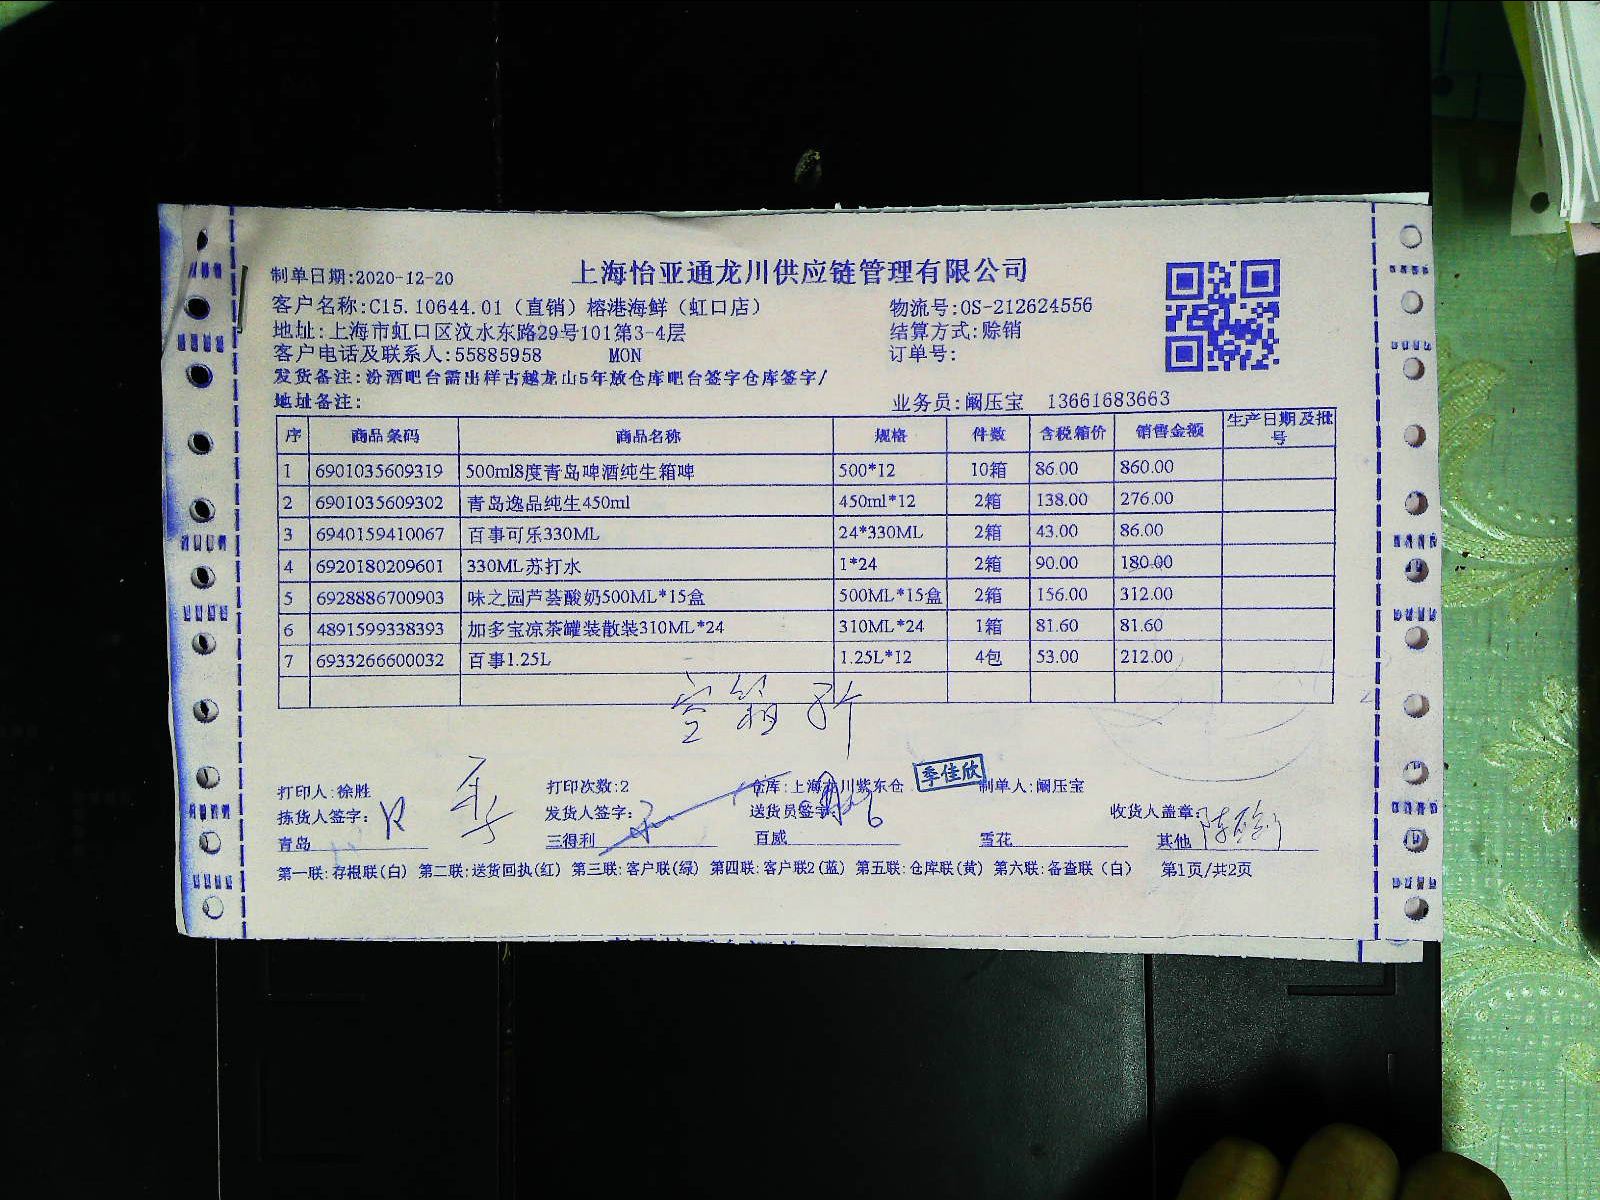 上海怡亚通龙川供应链管理有限公司
制单日期:2020-12-20
客户名称:C15.10644.01（直销）榕港海鲜（虹口店） 物流号:OS-212624556
地址:上海市虹口区汶水东路29号101第3-4层 结算方式:赊销
客户电话及联系人:55885958 MON 订单号:
发货备注:汾酒吧台需出样古越龙山5年放仓库吧台签字仓库签字/
地址备注: 业务员:阚压宝 13661683663
序 商品条码 商品名称 规格 件数 含税箱价 销售金额 生产日期及批号
1 6901035609319 500ml8度青岛啤酒纯生箱啤 500*12 10箱 86.00 860.00
2 6901035609302 青岛逸品纯生450ml 450ml*12 2箱 138.00 276.00
3 6940159410067 百事可乐330ML 24*330ML 2箱 43.00 86.00
4 6920180209601 330ML苏打水 1*24 2箱 90.00 180.00
5 6928886700903 味之园芦荟酸奶500ML*15盒 500ML*15盒 2箱 156.00 312.00
6 4891599338393 加多宝凉茶罐装散装310ML*24 310ML*24 1箱 81.60 81.60
7 6933266600032 百事1.25L 1.25L*12 4包 53.00 212.00
空箱
打印人:徐胜 打印次数:2 仓库:上海龙川紫东仓 季佳欣 制单人:阚压宝
拣货人签字: 发货人签字: 送货员签字: 收货人盖章:
青岛 三得利 百威 雪花 其他
第一联:存根联(白) 第二联:送货回执(红) 第三联:客户联(绿) 第四联:客户联2(蓝) 第五联:仓库联(黄) 第六联:备查联（白） 第1页/共2页